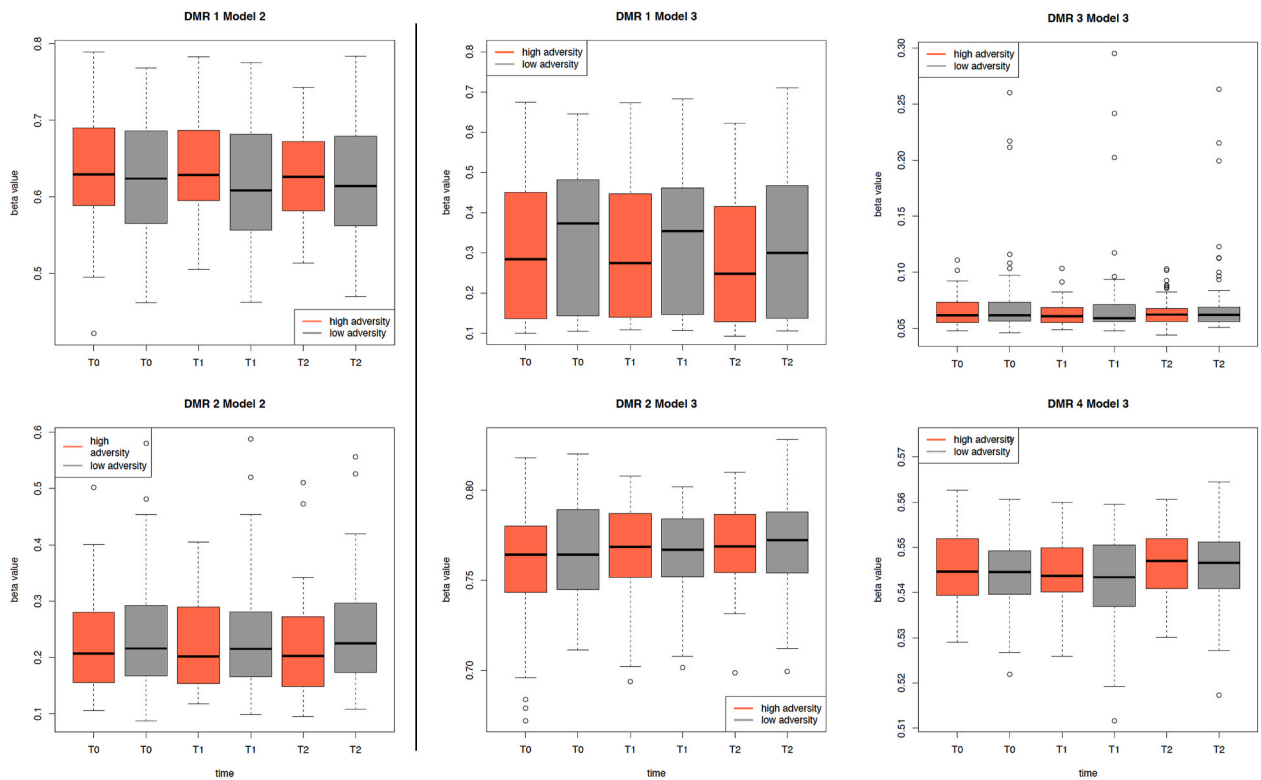 DMR 1 Model 2
beta value
0.8
0.7
0.6
0.5
high adversity
low adversity
T0 T0 T1 T1 T2 T2
DMR 1 Model 3
beta value
0.8
0.7
0.6
0.5
0.4
0.3
0.2
0.1
high adversity
low adversity
T0 T0 T1 T1 T2 T2
DMR 3 Model 3
beta value
0.30
0.25
0.20
0.15
0.10
0.05
high adversity
low adversity
T0 T0 T1 T1 T2 T2
DMR 2 Model 2
beta value
0.6
0.5
0.4
0.3
0.2
0.1
high
adversity
low adversity
T0 T0 T1 T1 T2 T2
time
DMR 2 Model 3
beta value
0.80
0.75
0.70
high adversity
low adversity
T0 T0 T1 T1 T2 T2
time
DMR 4 Model 3
beta value
0.57
0.56
0.55
0.54
0.53
0.52
0.51
high adversity
low adversity
T0 T0 T1 T1 T2 T2
time